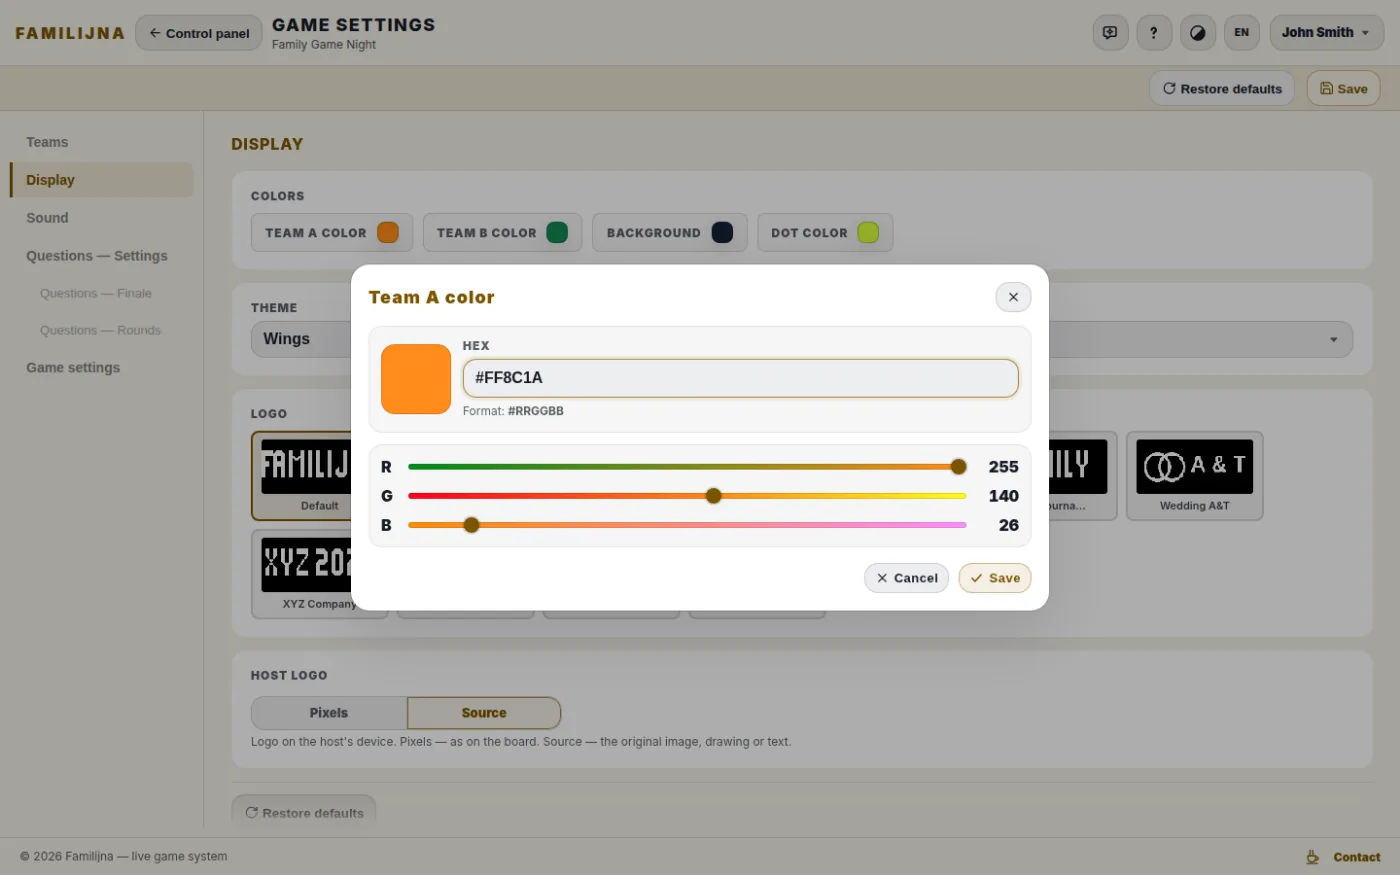 FAMILIJNA
Control panel
GAME SETTINGS
Family Game Night
?
EN
John Smith
Restore defaults
Save
Teams
Display
Sound
Questions — Settings
Questions — Finale
Questions — Rounds
Game settings
DISPLAY
COLORS
TEAM A COLOR
TEAM B COLOR
BACKGROUND
DOT COLOR
THEME
Wings
LOGO
Default
A & T
Wedding A&T
XYZ Company
Team A color
HEX
#FF8C1A
Format: #RRGGBB
R 255
G 140
B 26
Cancel
Save
HOST LOGO
Pixels
Source
Logo on the host's device. Pixels — as on the board. Source — the original image, drawing or text.
Restore defaults
© 2026 Familijna — live game system
Contact